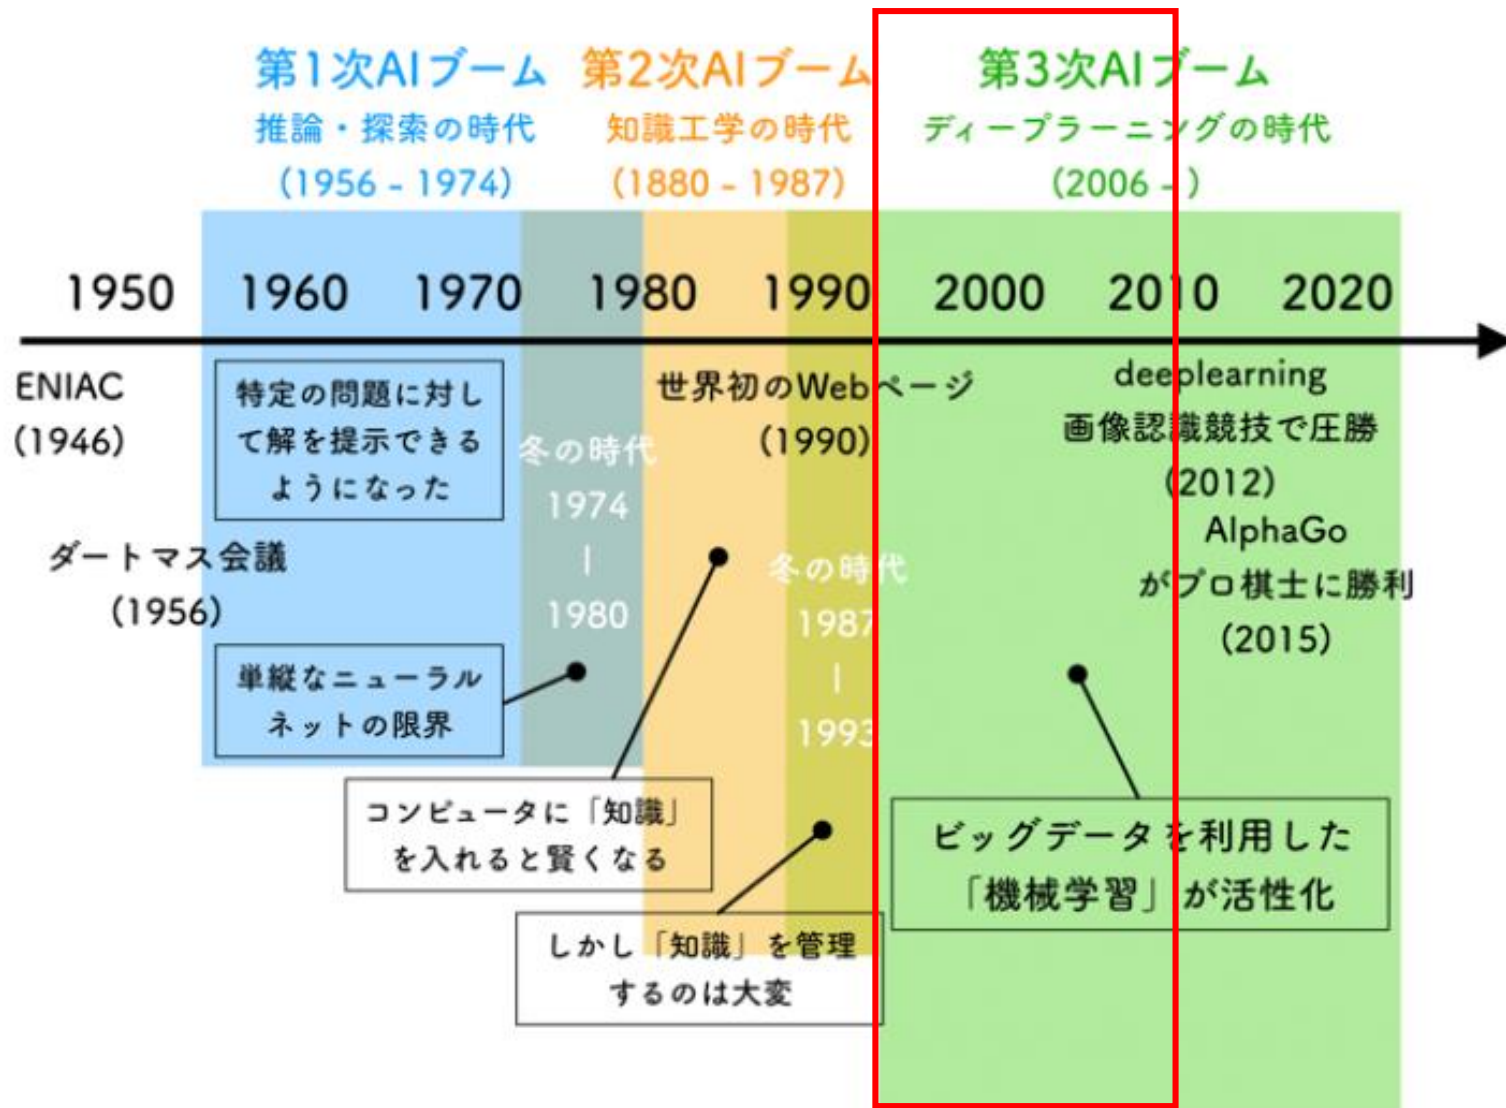 第1次AIブーム
推論・探索の時代
(1956 - 1974)
第2次AIブーム
知識工学の時代
(1880 - 1987)
第3次AIブーム
ディープラーニングの時代
(2006 - )
1950 1960 1970 1980 1990 2000 2010 2020
ENIAC
(1946)
ダートマス会議
(1956)
特定の問題に対し
て解を提示できる
ようになった
単縦なニューラル
ネットの限界
冬の時代
1974
|
1980
世界初のWebページ
(1990)
冬の時代
1987
|
1993
コンピュータに「知識」
を入れると賢くなる
しかし「知識」を管理
するのは大変
deeplearning
画像認識競技で圧勝
(2012)
AlphaGo
がプロ棋士に勝利
(2015)
ビッグデータを利用した
「機械学習」が活性化